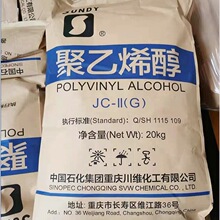 SUNDY
S
聚乙烯醇
POLYVINYL ALCOHOL
JC-II(G)
执行标准(Standard): Q/SH 1115 109
净含量(Net Wt): 20kg
中国石化集团重庆川维化工有限公司
SINOPEC CHONGQING SVW CHEMICAL CO., LTD.
地址:重庆市长寿区维江路36号
NO. 36 Weijiang Road, Changshou, Chongqing, China